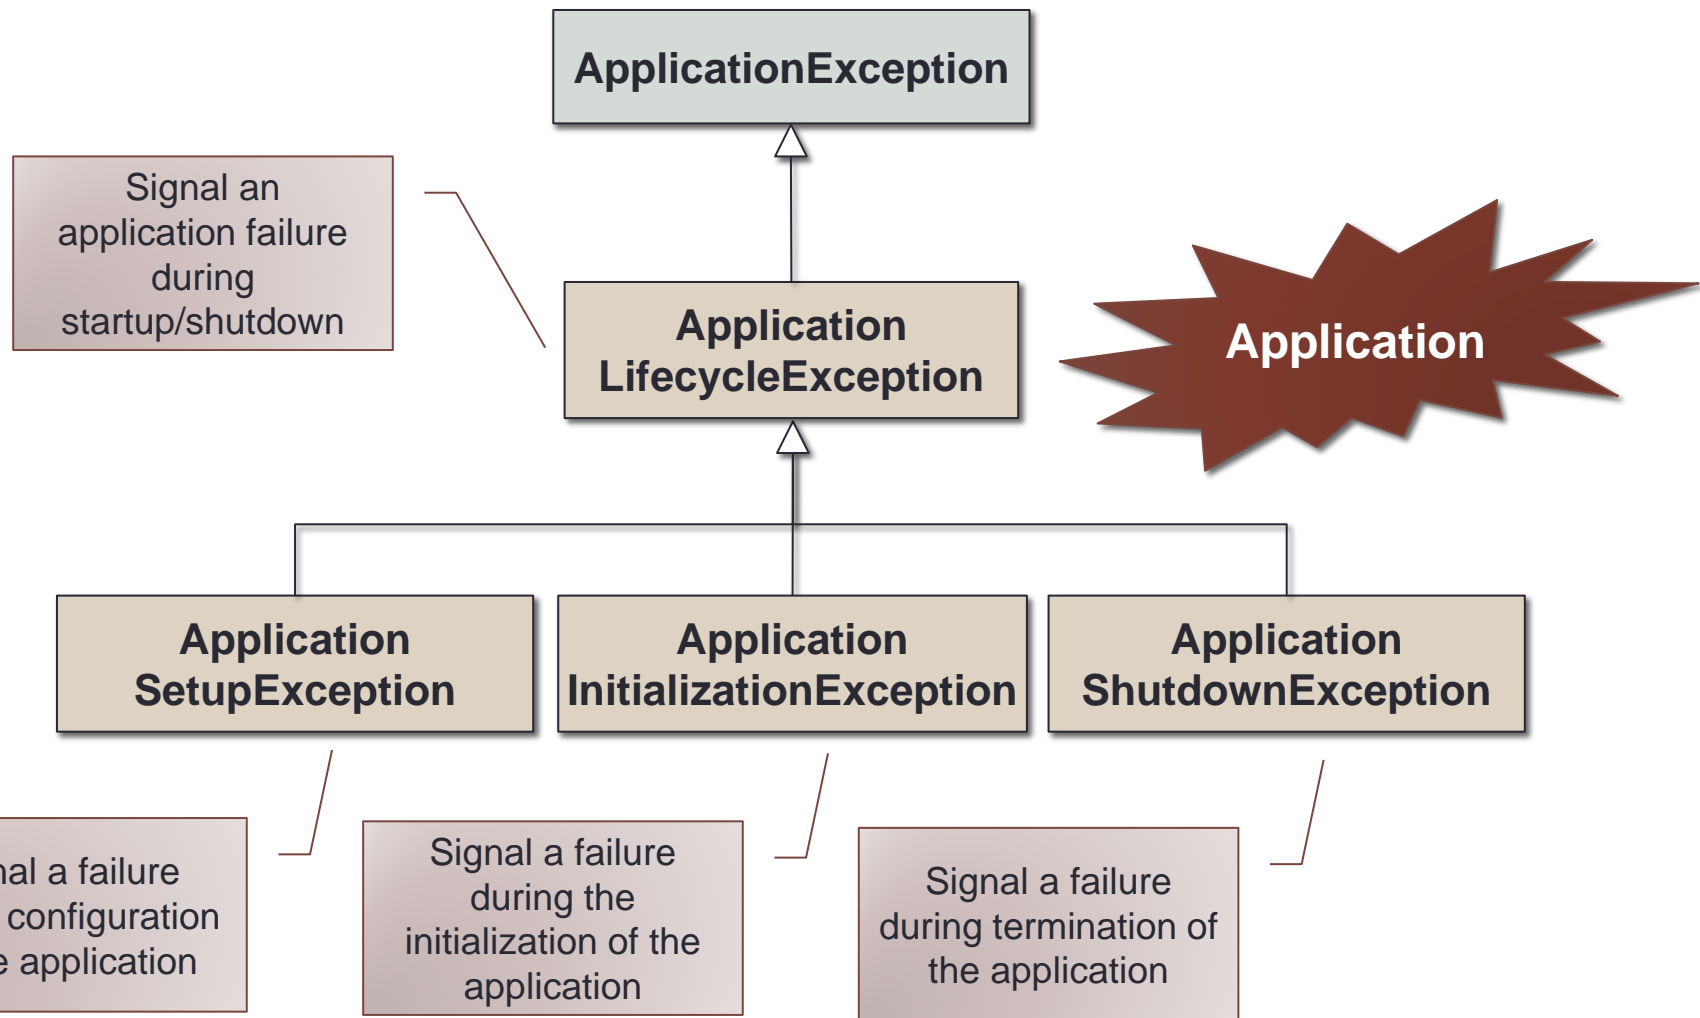 ApplicationException
Signal an
application failure
during
startup/shutdown
Application
LifecycleException
Application
Application
SetupException
Application
InitializationException
Application
ShutdownException
a failure
configuration
application
Signal a failure
during the
initialization of the
application
Signal a failure
during termination of
the application